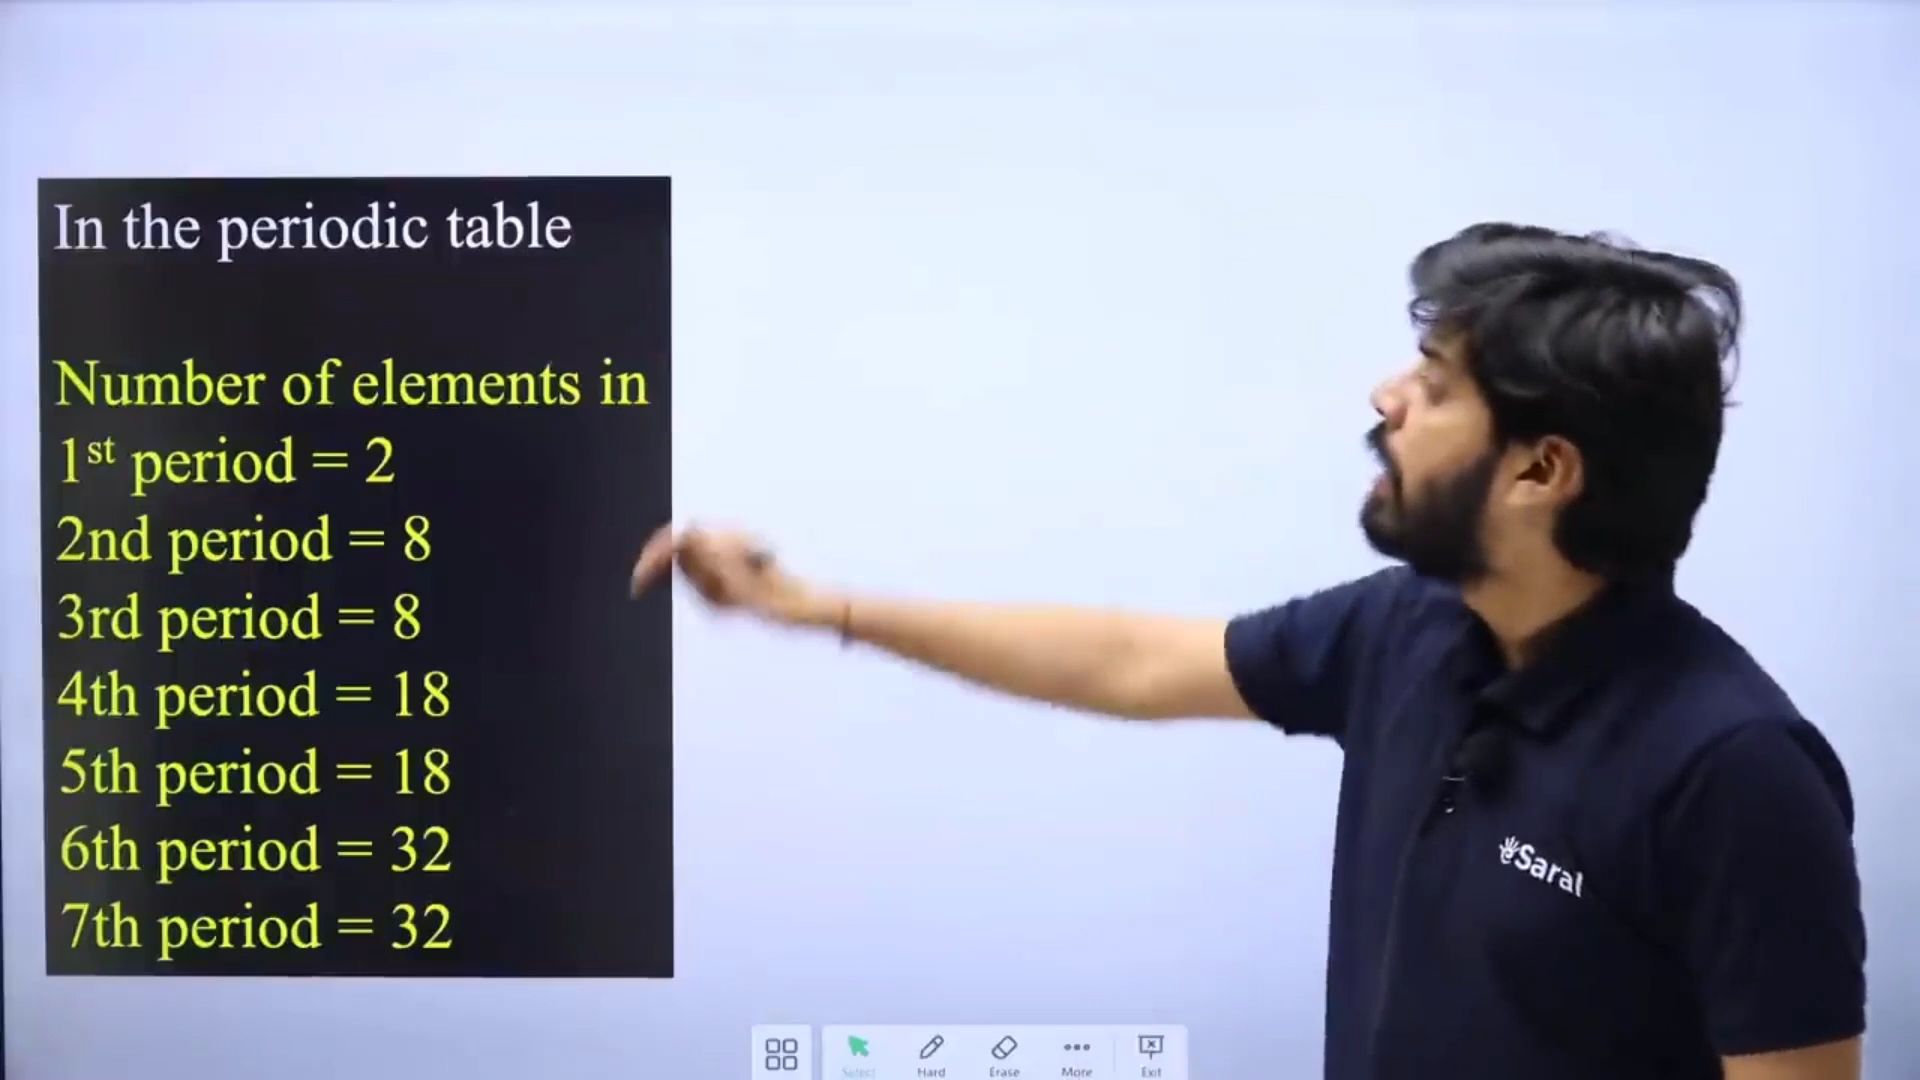 In the periodic table
Number of elements in
1st period = 2
2nd period = 8
3rd period = 8
4th period = 18
5th period = 18
6th period = 32
7th period = 32
eSaral
Select
Hard
Erase
More
Exit